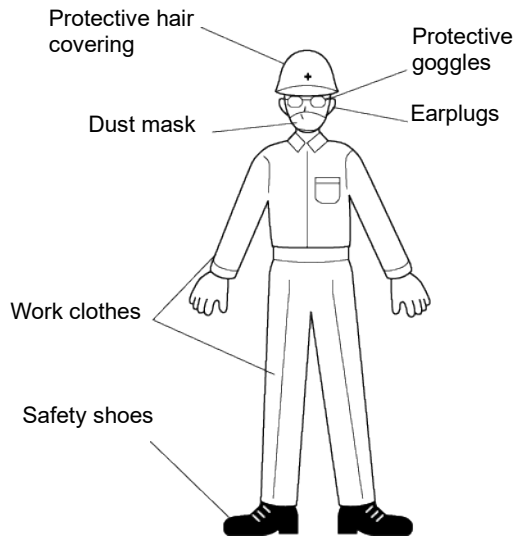 Protective hair
covering
Protective
goggles
Earplugs
Dust mask
Work clothes
Safety shoes